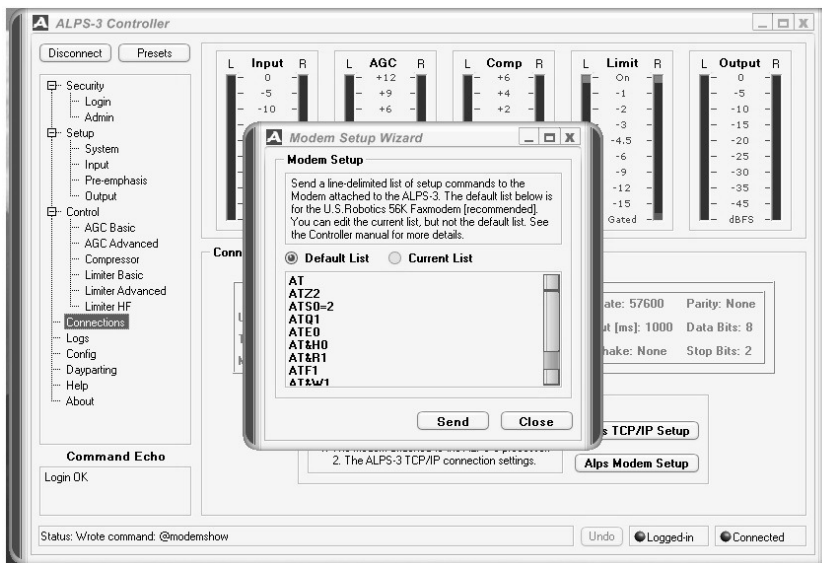 ALPS-3 Controller
Disconnect Presets
Security
Login
Admin
Setup
System
Input
Pre-emphasis
Output
Control
AGC Basic
AGC Advanced
Compressor
Limiter Basic
Limiter Advanced
Limiter HF
Connections
Logs
Config
Dayparting
Help
About
Command Echo
Login OK
L Input R
0
-5
-10
L AGC R
+12
+9
+6
L Comp R
+6
+4
+2
L Limit R
On
-1
-2
-3
-4.5
-6
-9
-12
-15
Gated
L Output R
0
-5
-10
-15
-20
-25
-30
-35
-45
dBFS
Modem Setup Wizard
Modem Setup
Send a line-delimited list of setup commands to the
Modem attached to the ALPS-3. The default list below is
for the U.S.Robotics 56K Faxmodem [recommended].
You can edit the current list, but not the default list. See
the Controller manual for more details.
Default List Current List
AT
ATZ2
ATS0=2
ATQ1
ATE0
AT&H0
AT&R1
ATF1
AT&W1
Send Close
Conn
ate: 57600 Parity: None
ut [ms]: 1000 Data Bits: 8
hake: None Stop Bits: 2
s TCP/IP Setup
2. The ALPS-3 TCP/IP connection settings.
Alps Modem Setup
Status: Wrote command: @modemshow
Undo Logged-in Connected